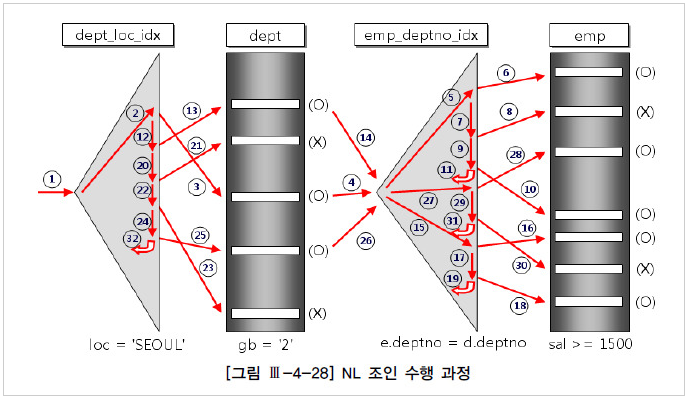 dept_loc_idx
dept
emp_deptno_idx
emp
1
2
12
20
22
24
32
13
21
3
25
23
(O)
(X)
(O)
(O)
(X)
14
4
26
5
7
9
11
27
29
31
15
17
19
6
8
28
10
16
30
18
(O)
(X)
(O)
(O)
(O)
(X)
(O)
loc = 'SEOUL'
gb = '2'
e.deptno = d.deptno
sal >= 1500
[그림 Ⅲ-4-28] NL 조인 수행 과정